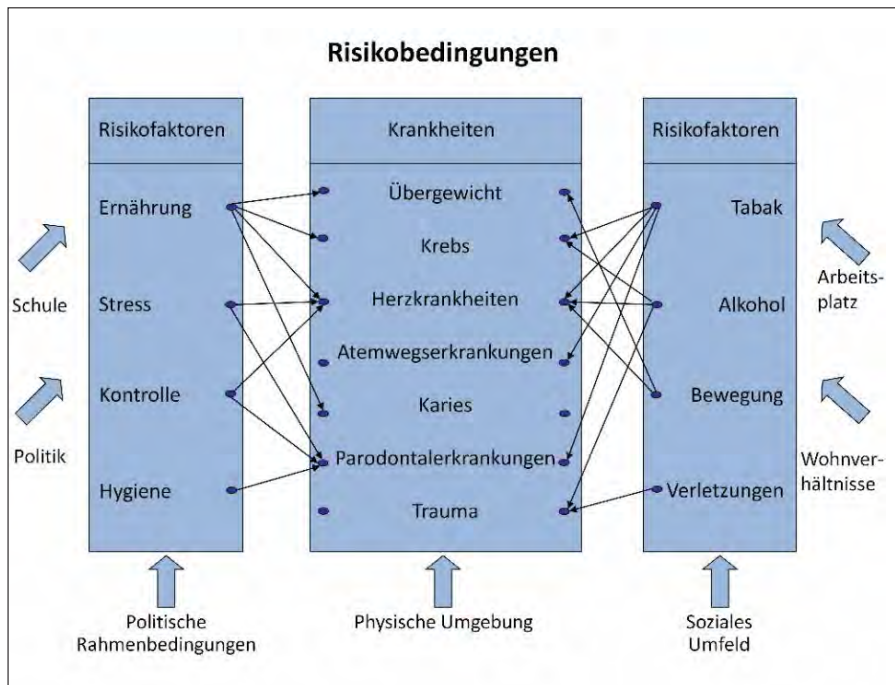 Risikobedingungen
Risikofaktoren
Krankheiten
Risikofaktoren
Ernährung
Stress
Kontrolle
Hygiene
Übergewicht
Krebs
Herzkrankheiten
Atemwegserkrankungen
Karies
Parodontalerkrankungen
Trauma
Tabak
Alkohol
Bewegung
Verletzungen
Schule
Politik
Arbeits-
platz
Wohnver-
hältnisse
Politische
Rahmenbedingungen
Physische Umgebung
Soziales
Umfeld